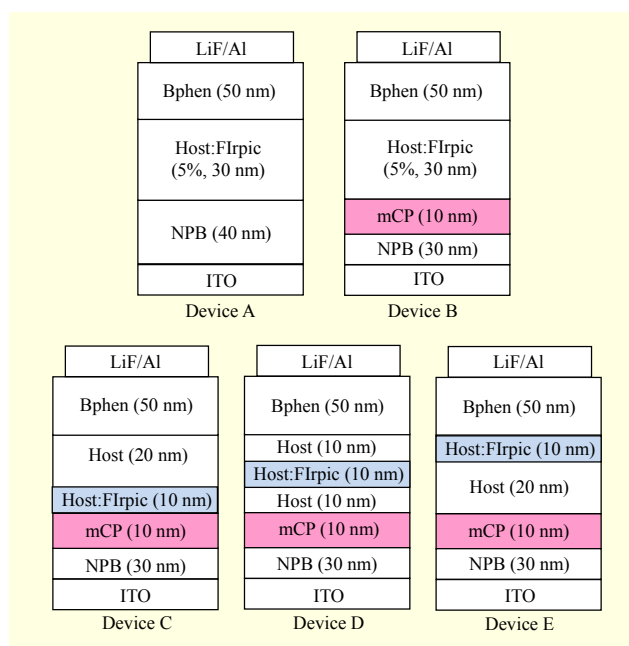 LiF/Al
Bphen (50 nm)
Host:FIrpic
(5%, 30 nm)
NPB (40 nm)
ITO
Device A
LiF/Al
Bphen (50 nm)
Host:FIrpic
(5%, 30 nm)
mCP (10 nm)
NPB (30 nm)
ITO
Device B
LiF/Al
Bphen (50 nm)
Host (20 nm)
Host:FIrpic (10 nm)
mCP (10 nm)
NPB (30 nm)
ITO
Device C
LiF/Al
Bphen (50 nm)
Host (10 nm)
Host:FIrpic (10 nm)
Host (10 nm)
mCP (10 nm)
NPB (30 nm)
ITO
Device D
LiF/Al
Bphen (50 nm)
Host:FIrpic (10 nm)
Host (20 nm)
mCP (10 nm)
NPB (30 nm)
ITO
Device E